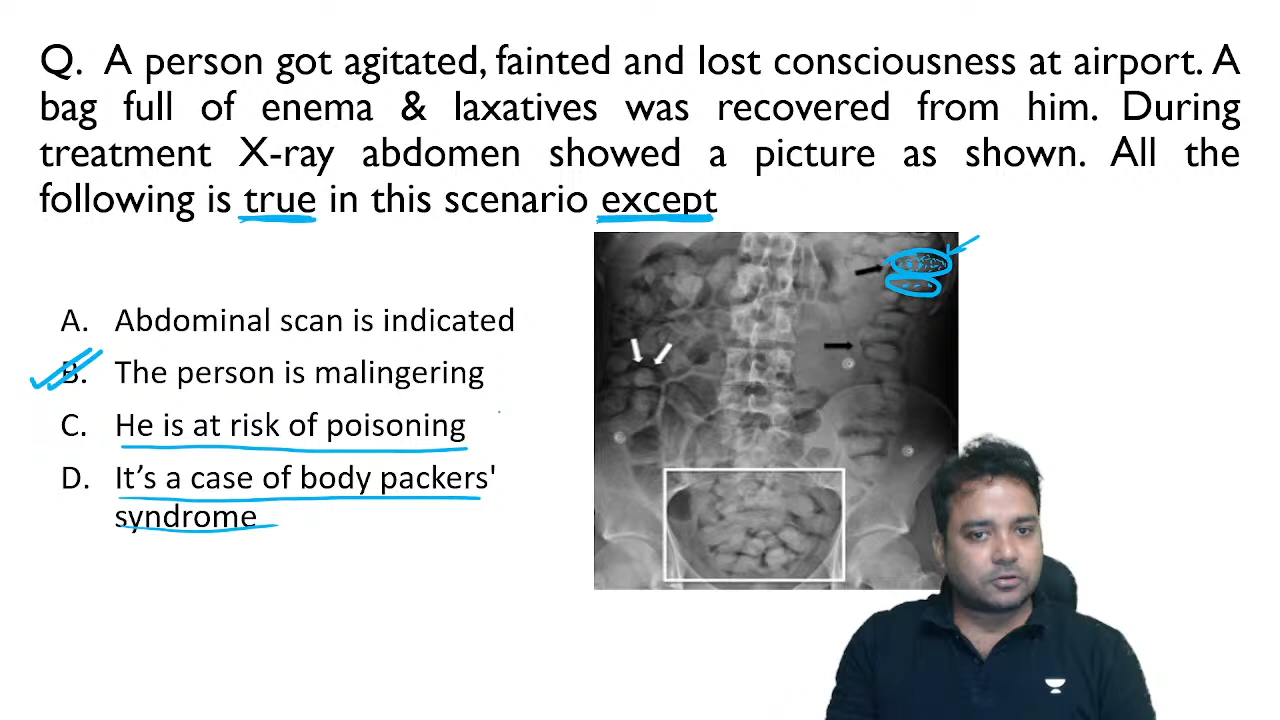 Q. A person got agitated, fainted and lost consciousness at airport. A
bag full of enema & laxatives was recovered from him. During
treatment X-ray abdomen showed a picture as shown. All the
following is true in this scenario except
A. Abdominal scan is indicated
B. The person is malingering
C. He is at risk of poisoning
D. It’s a case of body packers'
syndrome